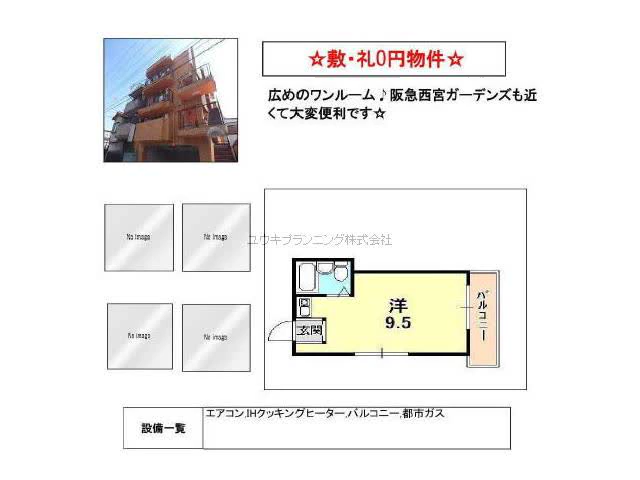 ☆敷・礼0円物件☆
広めのワンルーム♪阪急西宮ガーデンズも近
くて大変便利です☆
No Image
No Image
ユウキプランニング株式会社
No Image
No Image
洋
9.5
玄関
バルコニー
設備一覧
エアコン,IHクッキングヒーター,バルコニー,都市ガス